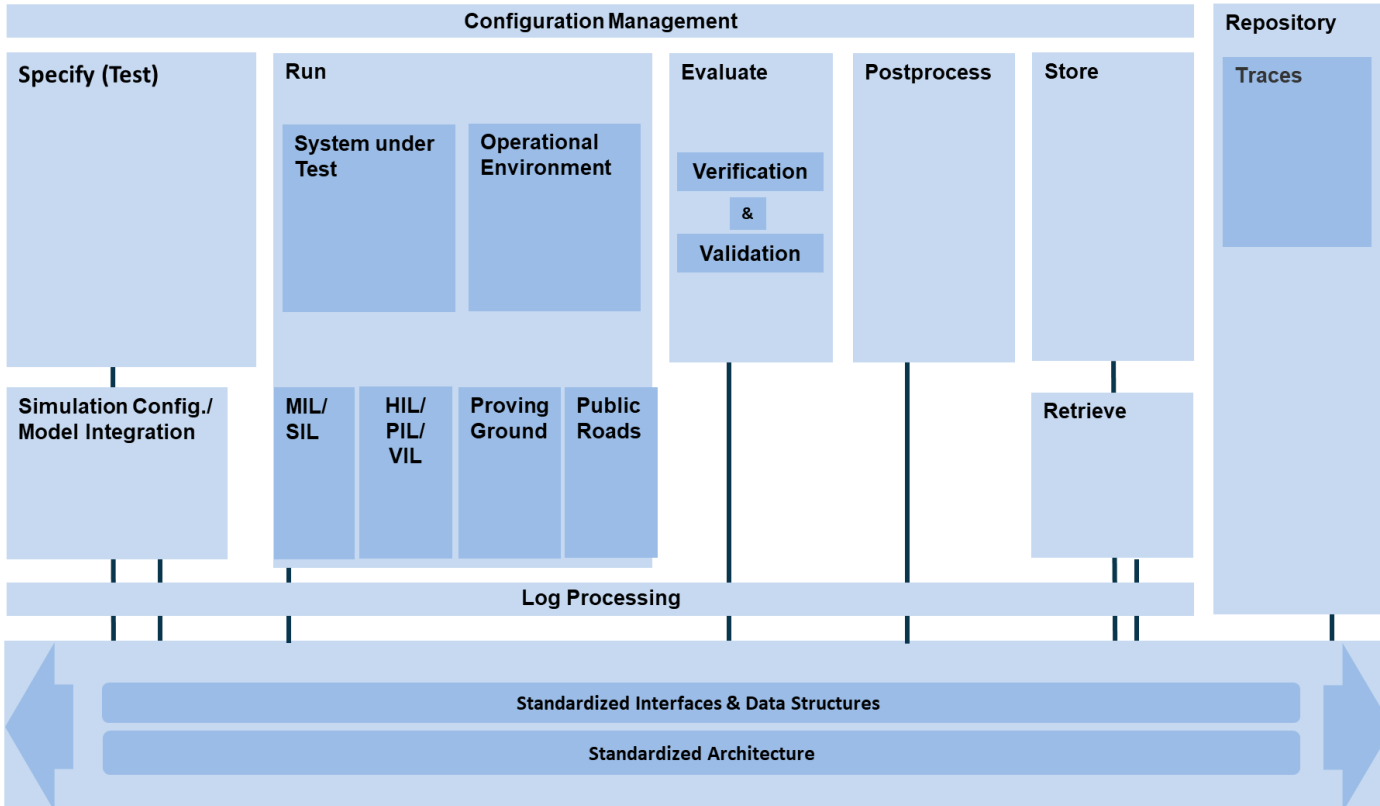 Configuration Management
Repository
Specify (Test)
Run
Evaluate
Postprocess
Store
Traces
System under
Test
Operational
Environment
Verification
&
Validation
Simulation Config./
Model Integration
MIL/
SIL
HIL/
PIL/
VIL
Proving
Ground
Public
Roads
Retrieve
Log Processing
Standardized Interfaces & Data Structures
Standardized Architecture